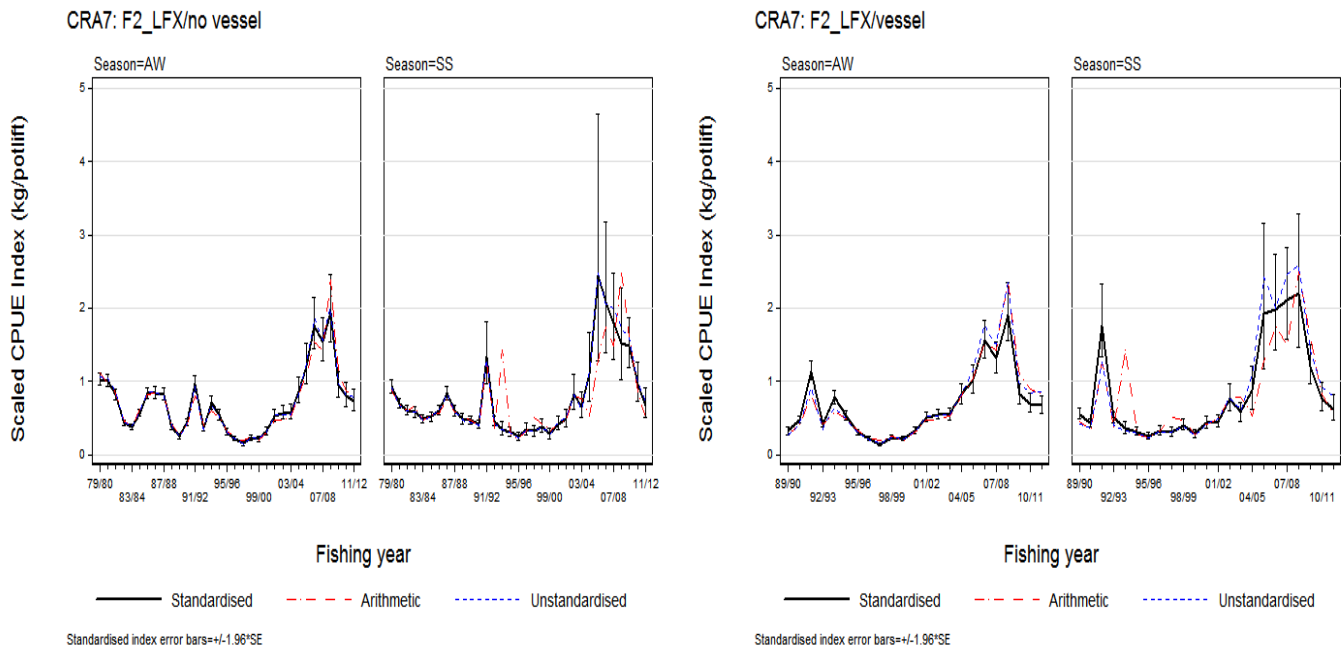 CRA7: F2_LFX/no vessel
Season=AW
Season=SS
Scaled CPUE Index (kg/potlift)
5
4
3
2
1
0
79/80 87/88 95/96 03/04 11/12
83/84 91/92 99/00 07/08
79/80 87/88 95/96 03/04 11/12
83/84 91/92 99/00 07/08
Fishing year
Standardised Arithmetic Unstandardised
Standardised index error bars=+/-1.96*SE
CRA7: F2_LFX/vessel
Season=AW
Season=SS
Scaled CPUE Index (kg/potlift)
5
4
3
2
1
0
89/90 95/96 01/02 07/08
92/93 98/99 04/05 10/11
89/90 95/96 01/02 07/08
92/93 98/99 04/05 10/11
Fishing year
Standardised Arithmetic Unstandardised
Standardised index error bars=+/-1.96*SE